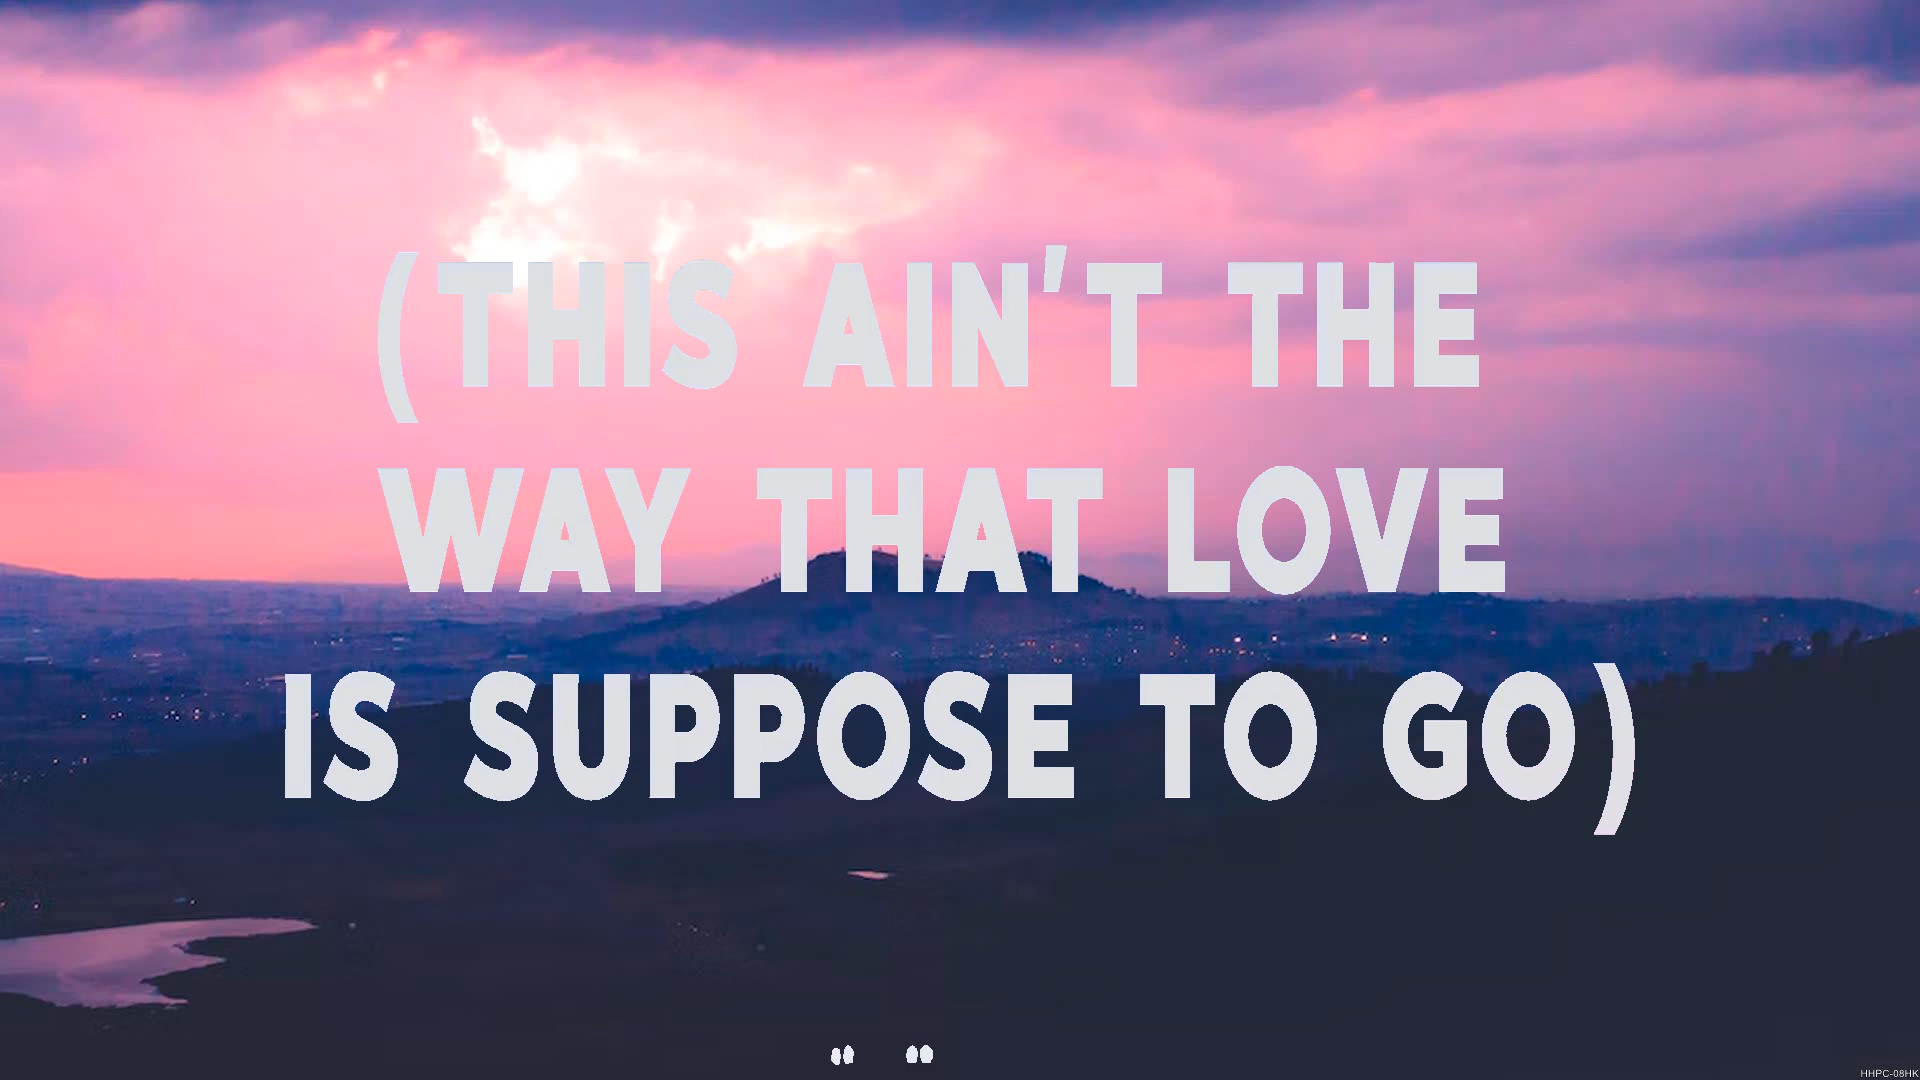 (THIS AIN'T THE
WAY THAT LOVE
IS SUPPOSE TO GO)
HHPC-08HK